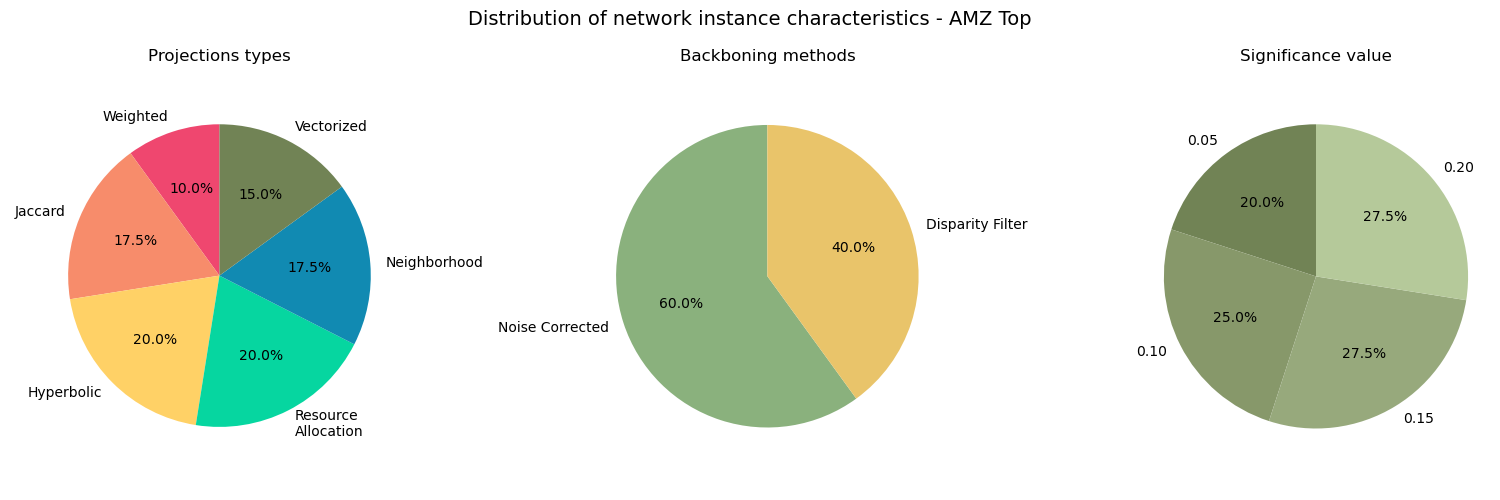 Distribution of network instance characteristics - AMZ Top
Projections types
Weighted
Vectorized
Jaccard
Neighborhood
Hyperbolic
Resource
Allocation
10.0%
15.0%
17.5%
17.5%
20.0%
20.0%
Backboning methods
Disparity Filter
40.0%
60.0%
Noise Corrected
Significance value
0.05
0.20
20.0%
27.5%
25.0%
27.5%
0.10
0.15